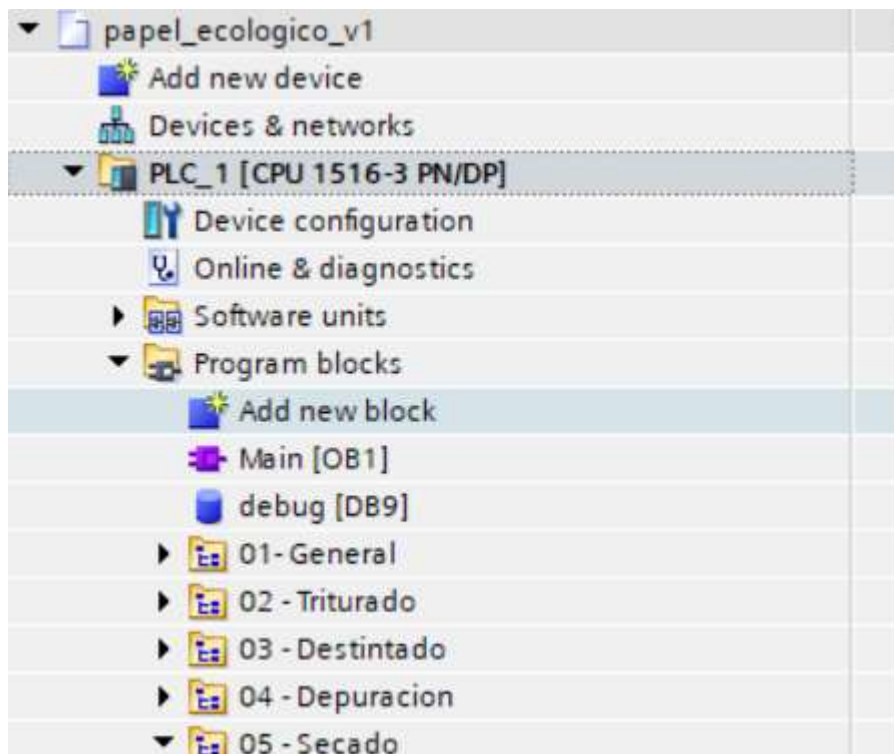 papel_ecologico_v1
Add new device
Devices & networks
PLC_1 [CPU 1516-3 PN/DP]
Device configuration
Online & diagnostics
Software units
Program blocks
Add new block
Main [OB1]
debug [DB9]
01- General
02 - Triturado
03 - Destintado
04 - Depuracion
05 - Secado